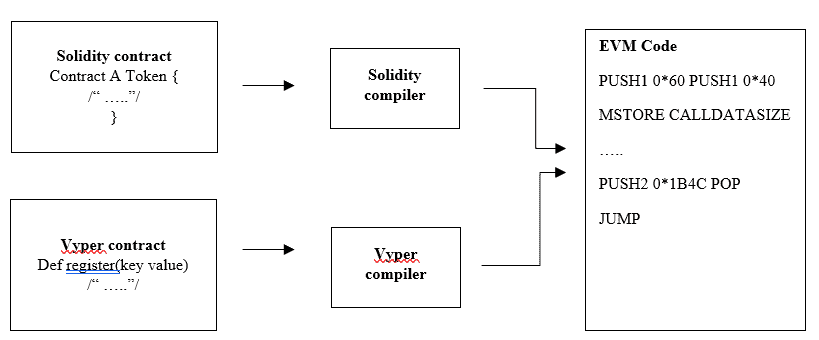 Solidity contract
Contract A Token {
/“ …..”/
}
Solidity
compiler
EVM Code
PUSH1 0*60 PUSH1 0*40
MSTORE CALLDATASIZE
…..
PUSH2 0*1B4C POP
JUMP
Vyper contract
Def register(key value)
/“ …..”/
Vyper
compiler